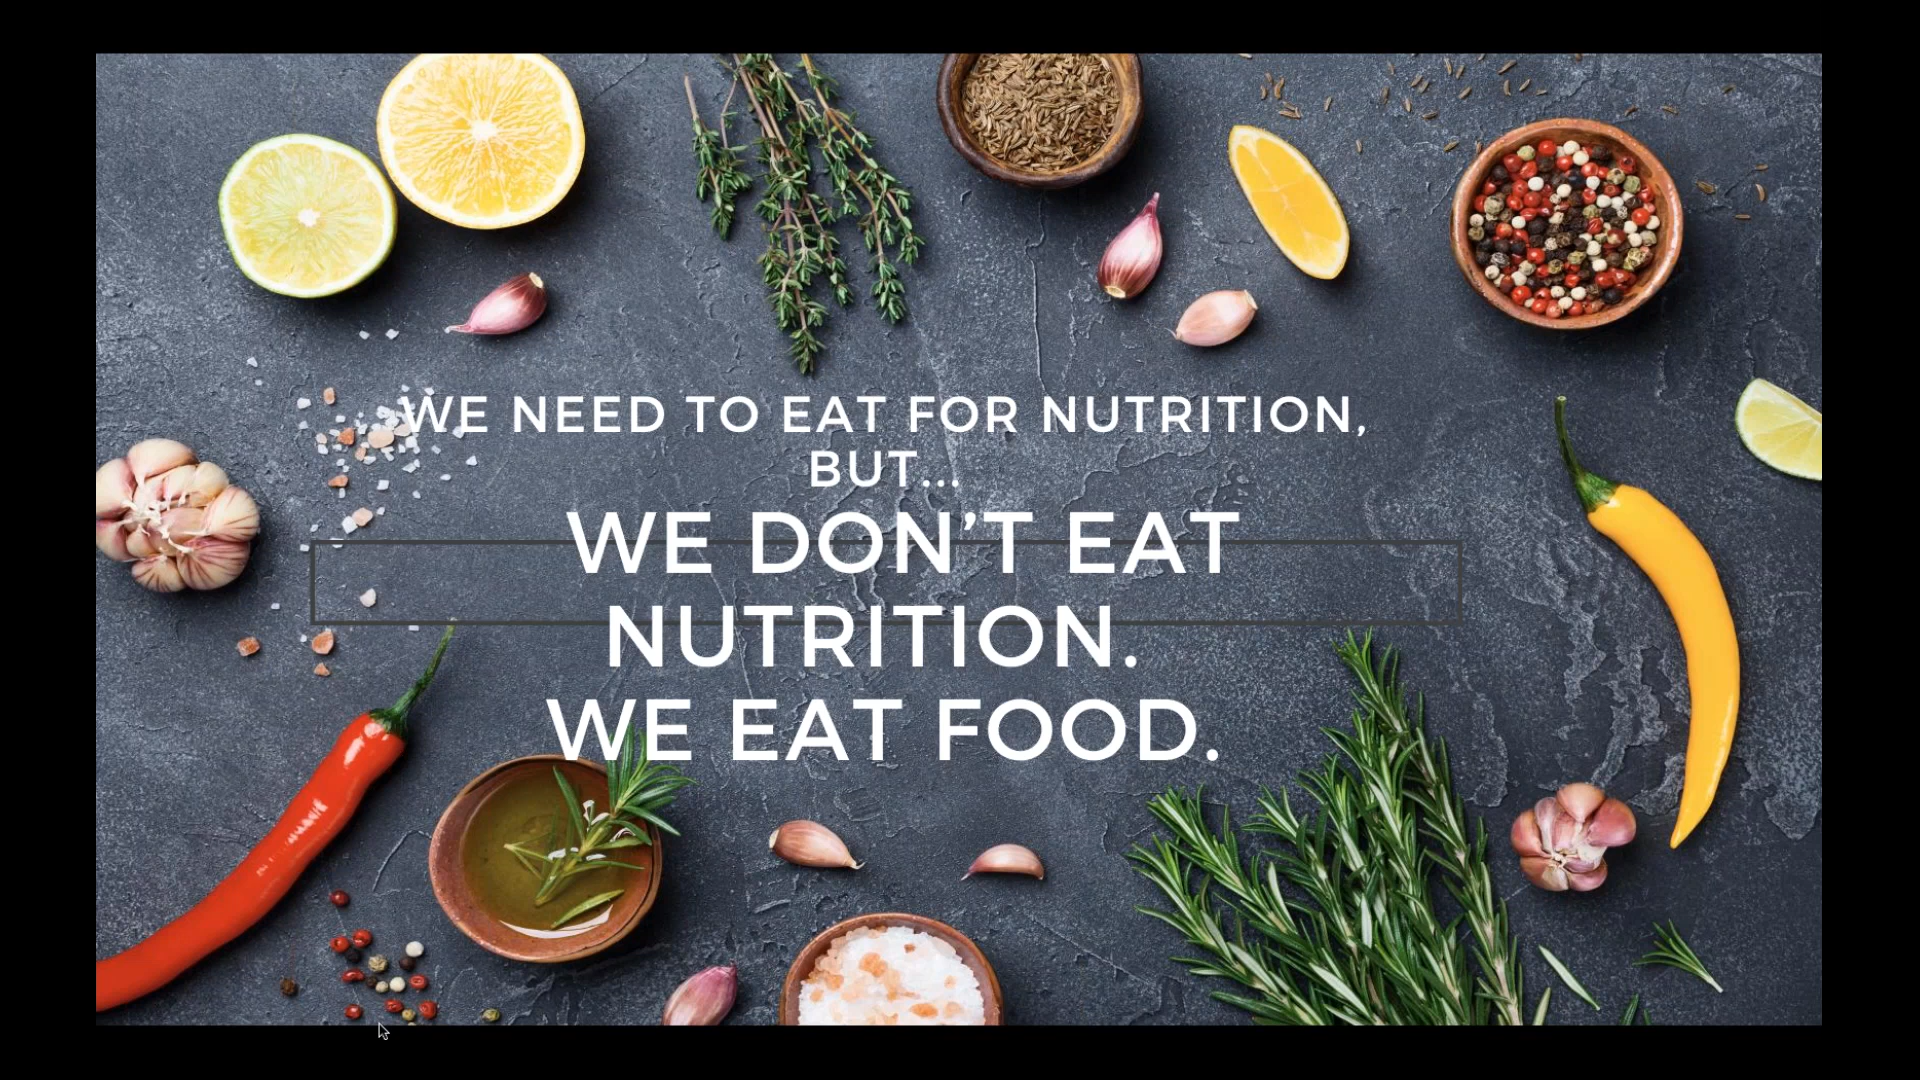 WE NEED TO EAT FOR NUTRITION,
BUT...
WE DON'T EAT
NUTRITION.
WE EAT FOOD.